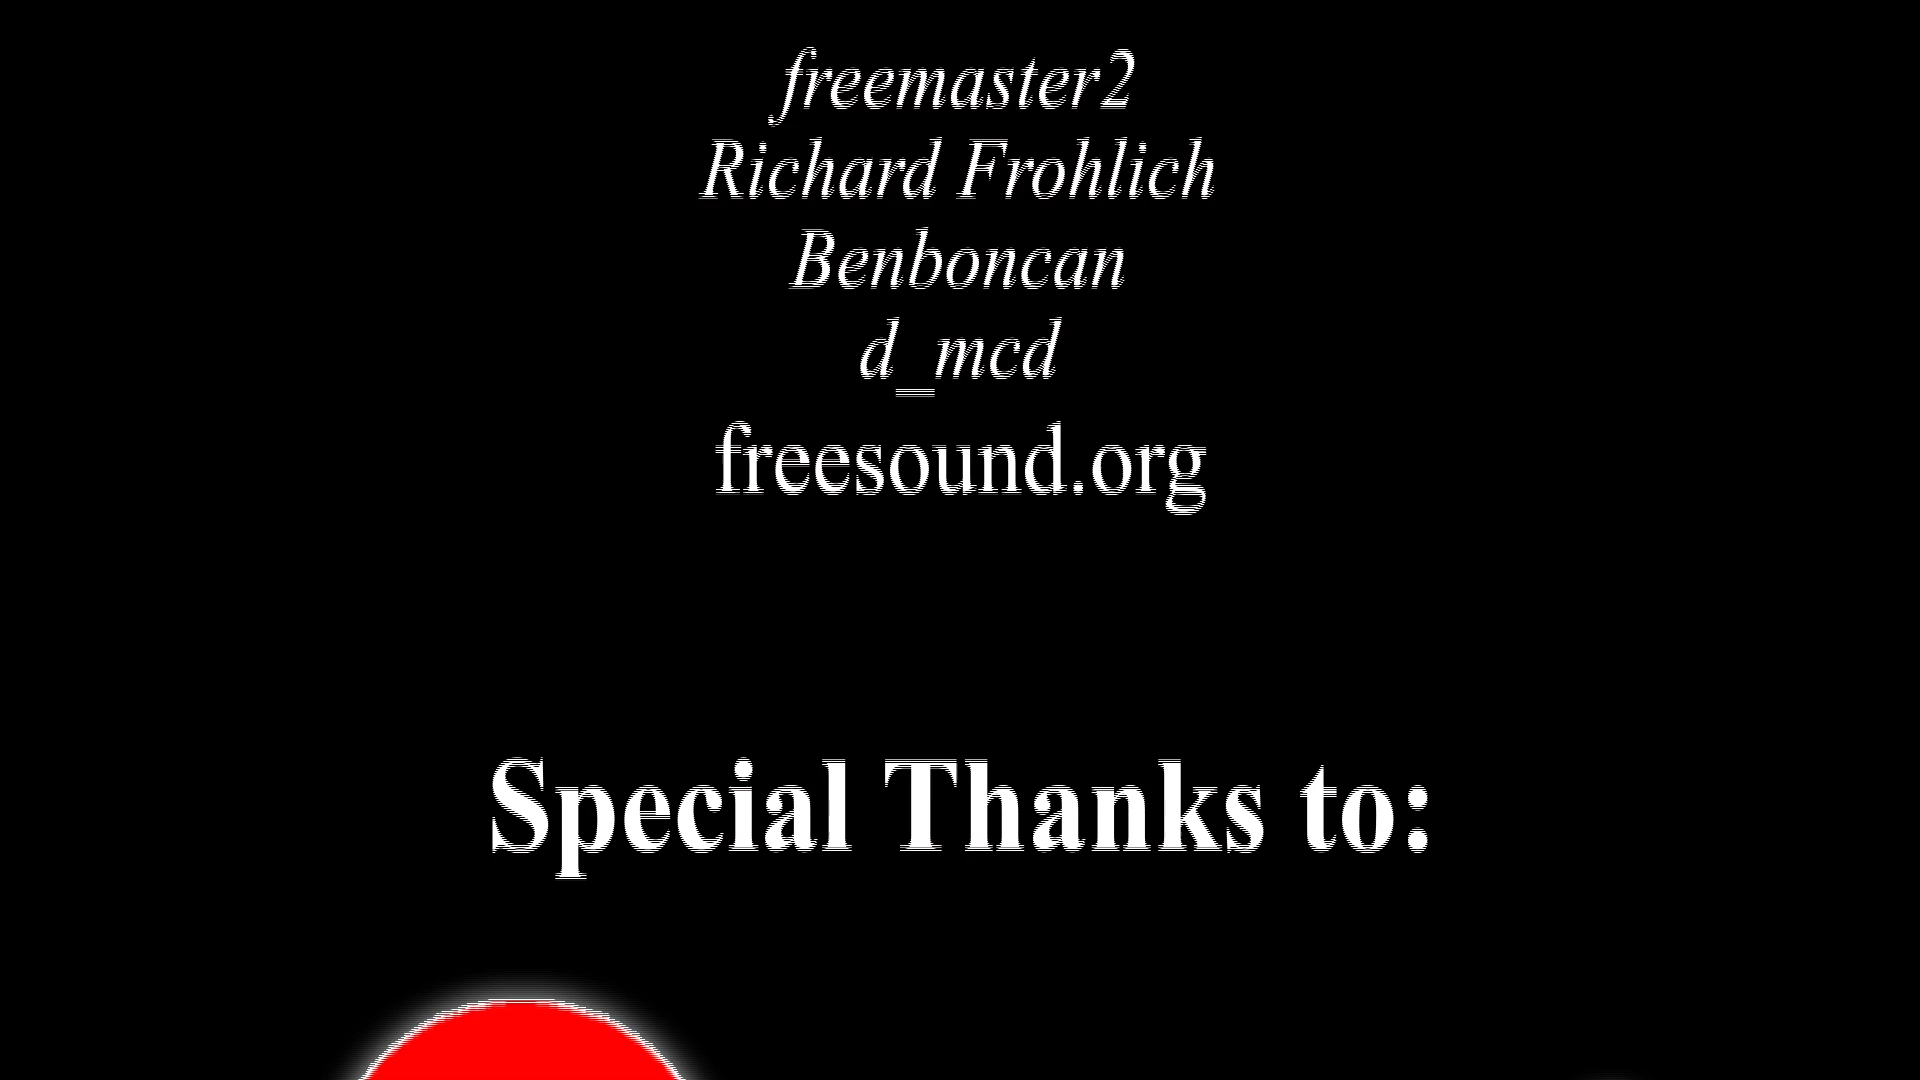 freemaster2
Richard Frohlich
Benboncan
d_mcd
freesound.org
Special Thanks to: